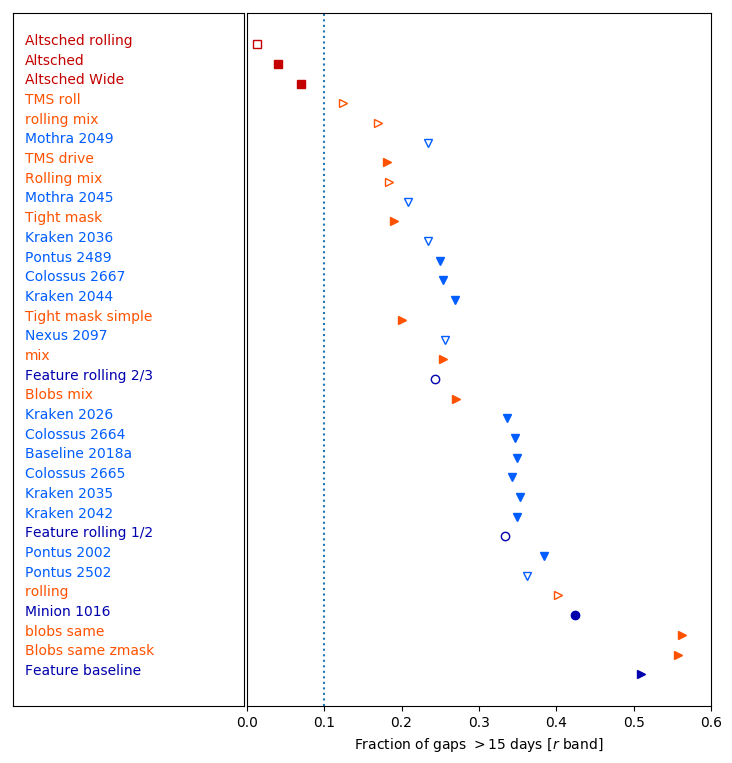 Altsched rolling
Altsched
Altsched Wide
TMS roll
rolling mix
Mothra 2049
TMS drive
Rolling mix
Mothra 2045
Tight mask
Kraken 2036
Pontus 2489
Colossus 2667
Kraken 2044
Tight mask simple
Nexus 2097
mix
Feature rolling 2/3
Blobs mix
Kraken 2026
Colossus 2664
Baseline 2018a
Colossus 2665
Kraken 2035
Kraken 2042
Feature rolling 1/2
Pontus 2002
Pontus 2502
rolling
Minion 1016
blobs same
Blobs same zmask
Feature baseline
0.0 0.1 0.2 0.3 0.4 0.5 0.6
Fraction of gaps > 15 days [r band]